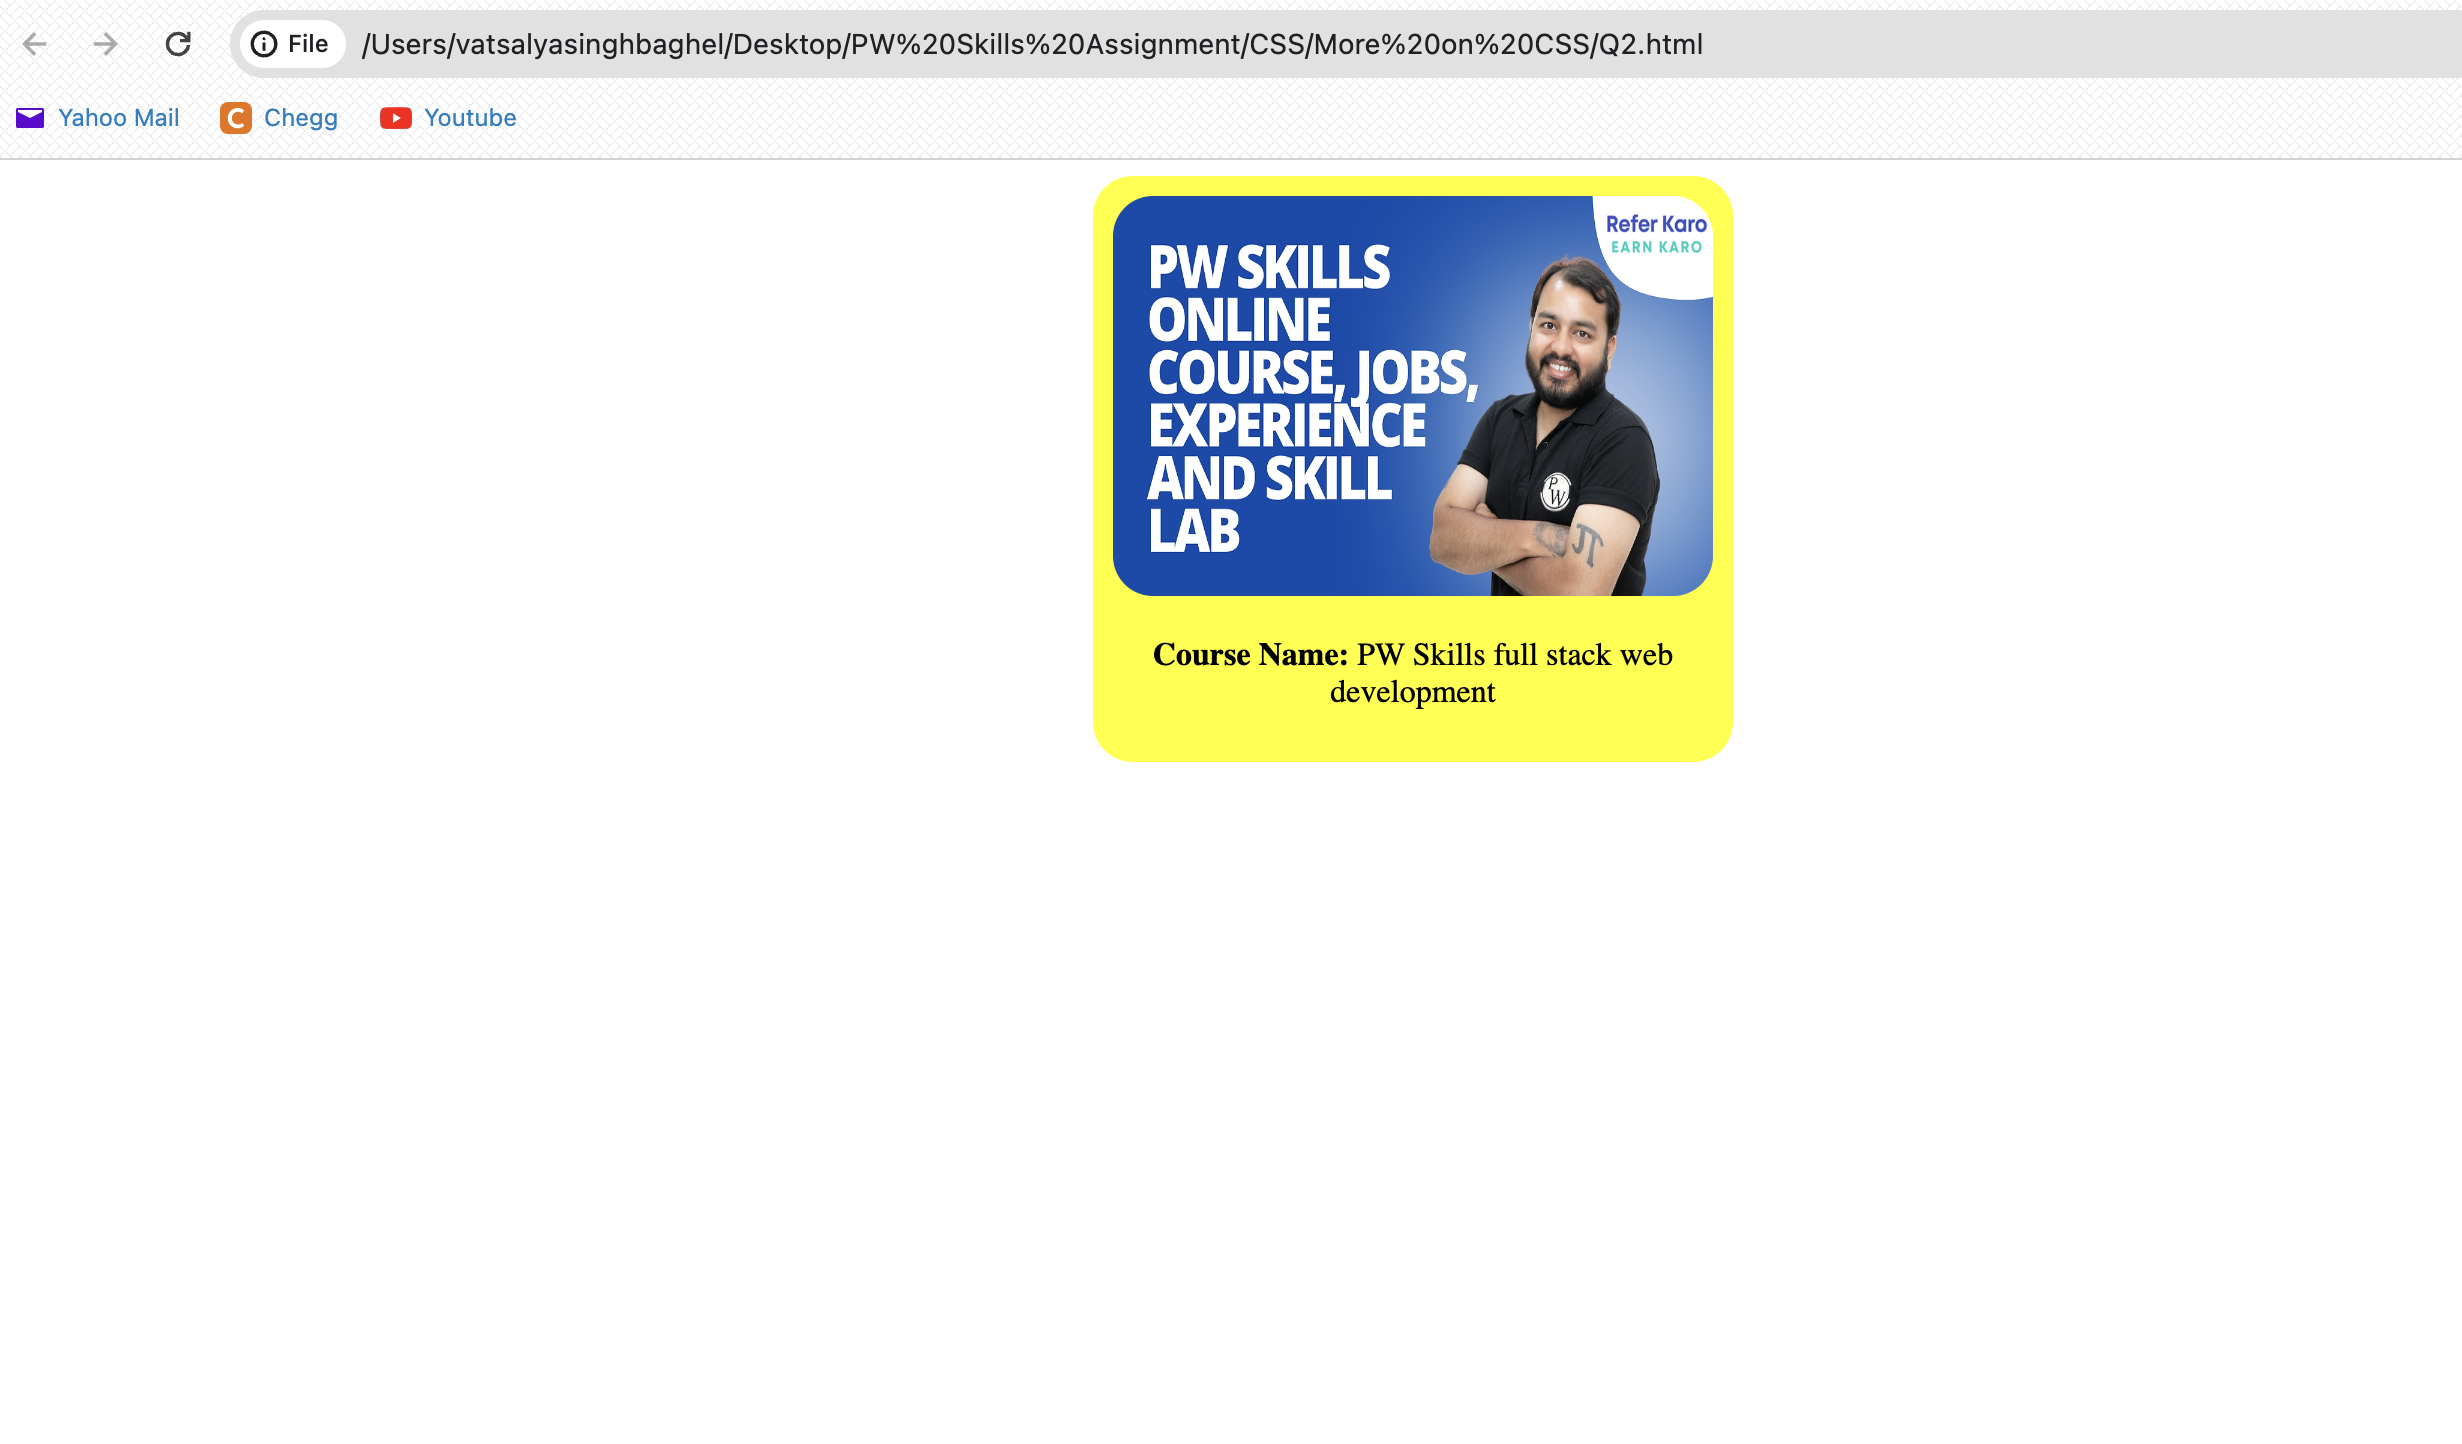 File /Users/vatsalyasinghbaghel/Desktop/PW%20Skills%20Assignment/CSS/More%20on%20CSS/Q2.html
Yahoo Mail Chegg Youtube
Refer Karo
EARN KARO
PW SKILLS
ONLINE
COURSE, JOBS,
EXPERIENCE
AND SKILL
LAB
PW
Course Name: PW Skills full stack web
development